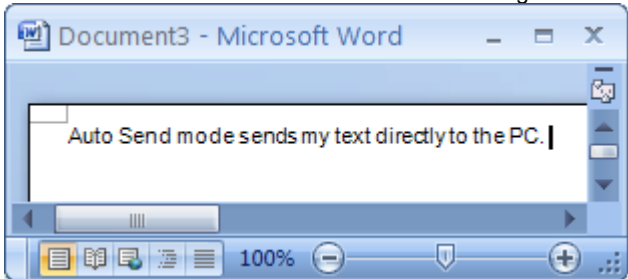 Document3 - Microsoft Word
Auto Send mode sends my text directly to the PC.
100%